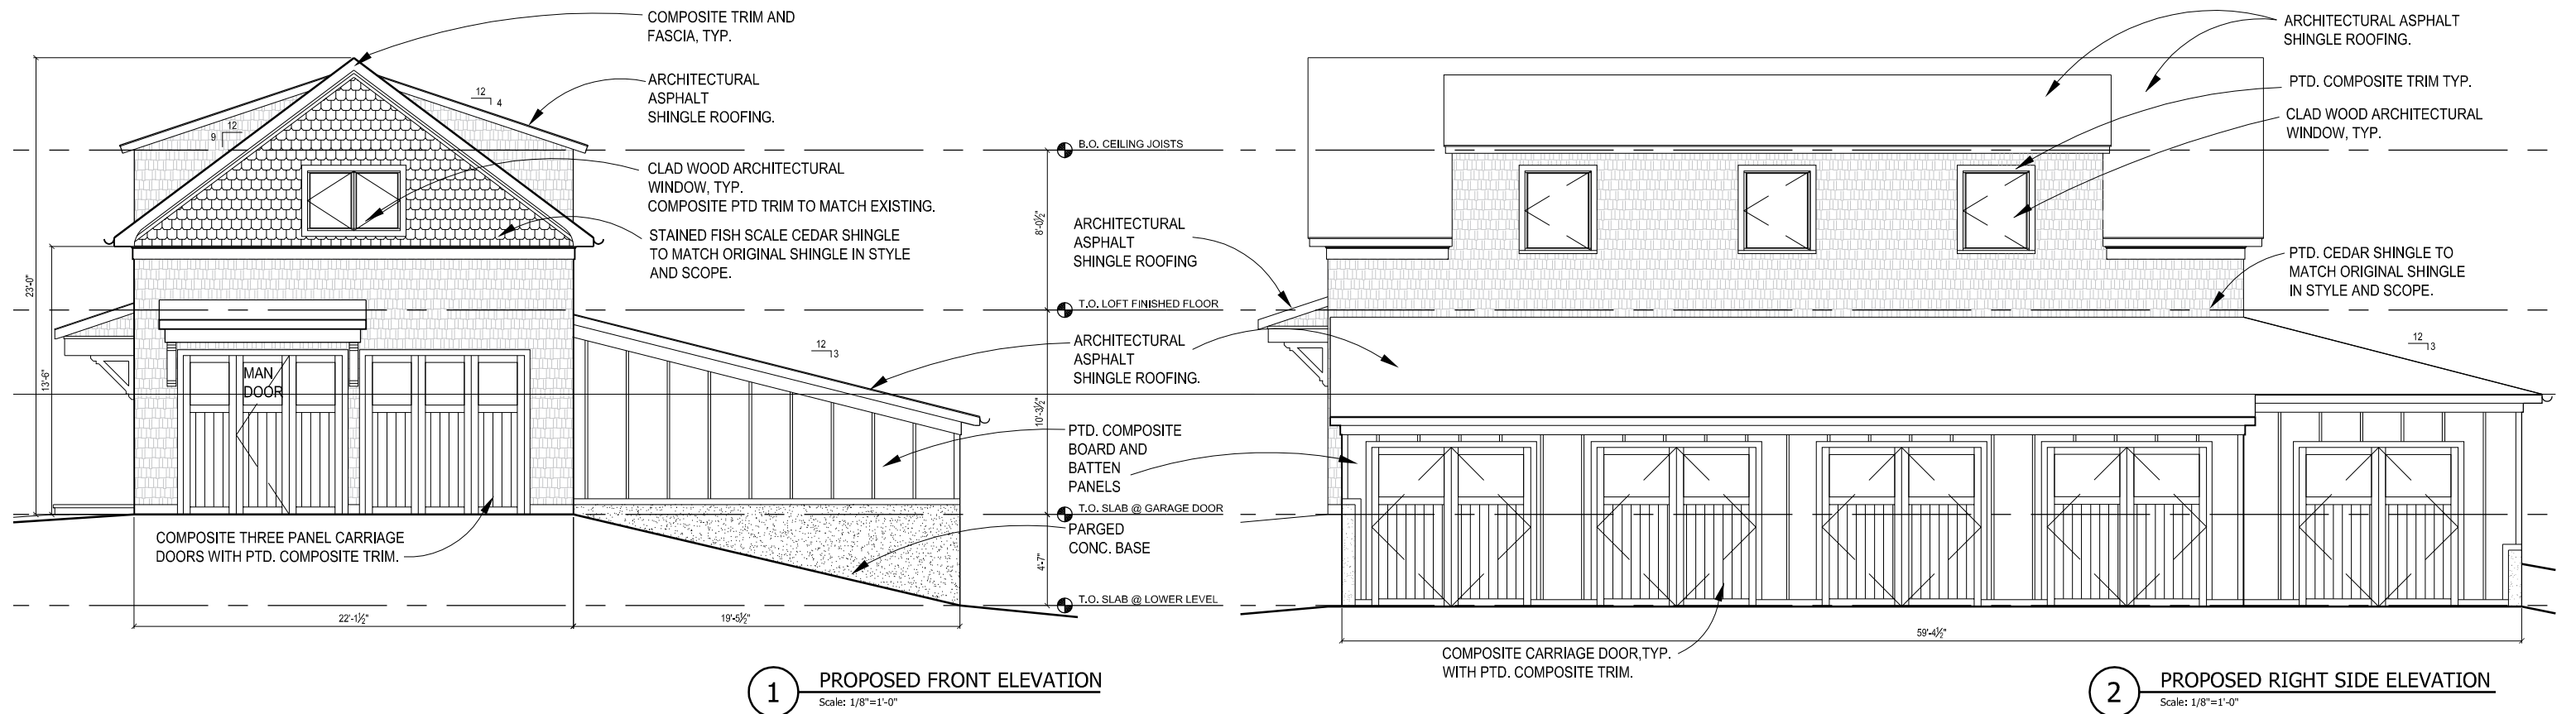 COMPOSITE TRIM AND
FASCIA, TYP.
ARCHITECTURAL
ASPHALT
SHINGLE ROOFING.
12
4
12
9
CLAD WOOD ARCHITECTURAL
WINDOW, TYP.
COMPOSITE PTD TRIM TO MATCH EXISTING.
STAINED FISH SCALE CEDAR SHINGLE
TO MATCH ORIGINAL SHINGLE IN STYLE
AND SCOPE.
23'-0"
13'-6"
MAN
DOOR
12
3
COMPOSITE THREE PANEL CARRIAGE
DOORS WITH PTD. COMPOSITE TRIM.
22'-1½"
19'-5½"
B.O. CEILING JOISTS
8'-0½"
ARCHITECTURAL
ASPHALT
SHINGLE ROOFING
T.O. LOFT FINISHED FLOOR
ARCHITECTURAL
ASPHALT
SHINGLE ROOFING.
10'-3½"
PTD. COMPOSITE
BOARD AND
BATTEN
PANELS
T.O. SLAB @ GARAGE DOOR
PARGED
CONC. BASE
4'-7"
T.O. SLAB @ LOWER LEVEL
1
PROPOSED FRONT ELEVATION
Scale: 1/8"=1'-0"
ARCHITECTURAL ASPHALT
SHINGLE ROOFING.
PTD. COMPOSITE TRIM TYP.
CLAD WOOD ARCHITECTURAL
WINDOW, TYP.
PTD. CEDAR SHINGLE TO
MATCH ORIGINAL SHINGLE
IN STYLE AND SCOPE.
12
3
59'-4½"
COMPOSITE CARRIAGE DOOR,TYP.
WITH PTD. COMPOSITE TRIM.
2
PROPOSED RIGHT SIDE ELEVATION
Scale: 1/8"=1'-0"